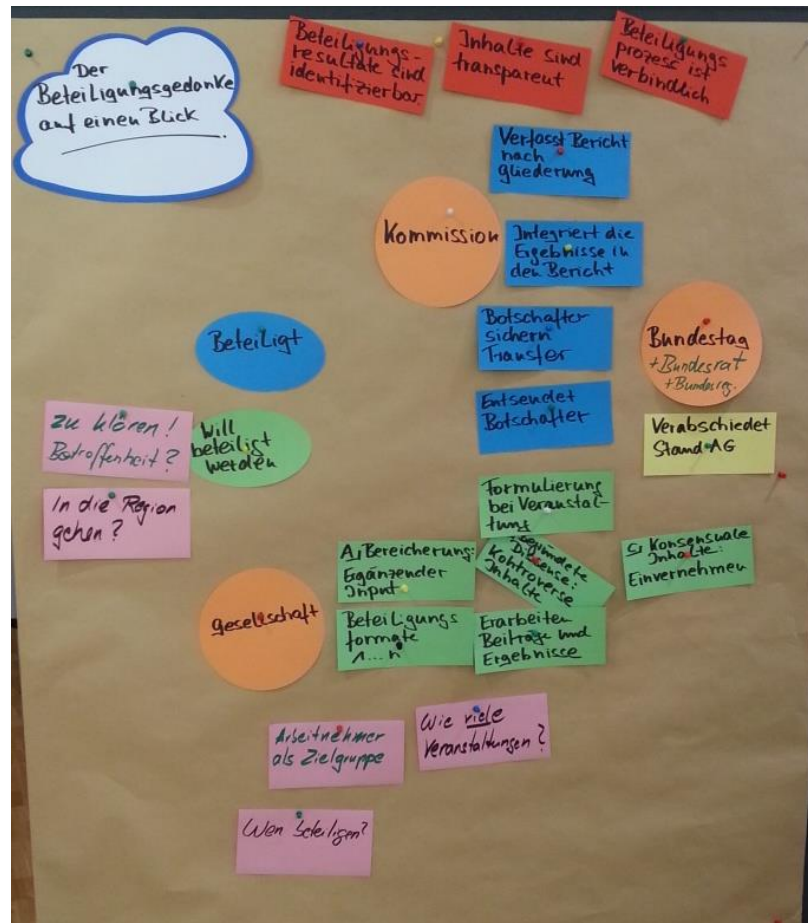 Der
Beteiligungsgedanke
auf einen Blick
Beteiligungs-
resultate sind
identifizierbar
Inhalte sind
transparent
Beteiligungs
prozess ist
verbindlich
Verfasst Bericht
nach
Gliederung
Kommission
Integriert die
Ergebnisse in
den Bericht
Beteiligt
Botschafter
sichern
Transfer
Bundestag
+ Bundesrat
+ Bundesreg.
Zu klären!
Betroffenheit?
Will
beteiligt
werden
Entsendet
Botschafter
Verabschiedet
StandAG
In die Region
gehen?
Formulierung
bei Veranstal-
tung
A, Bereicherung:
Ergänzender
Input
Begründete
Dissense:
Kontroverse
Inhalte
C, Konsensuale
Inhalte:
Einvernehmen
Gesellschaft
Beteiligungs
formate
1...n
Erarbeiten
Beiträge und
Ergebnisse
Arbeitnehmer
als Zielgruppe
Wie viele
Veranstaltungen?
Wen beteiligen?